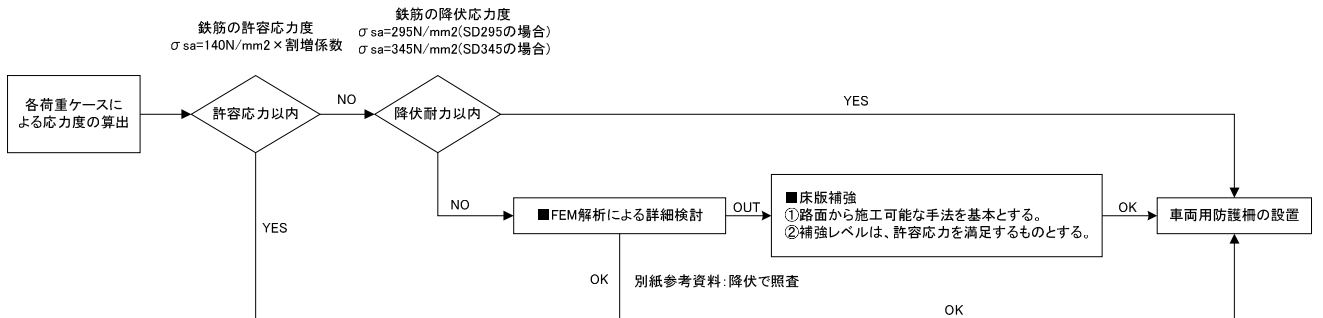 鉄筋の許容応力度
σsa=140N/mm2×割増係数
鉄筋の降伏応力度
σsa=295N/mm2(SD295の場合)
σsa=345N/mm2(SD345の場合)
各荷重ケースに
よる応力度の算出
許容応力以内
NO
降伏耐力以内
YES
YES
NO
■FEM解析による詳細検討
OUT
■床版補強
①路面から施工可能な手法を基本とする。
②補強レベルは、許容応力を満足するものとする。
OK
車両用防護柵の設置
OK
別紙参考資料：降伏で照査
OK